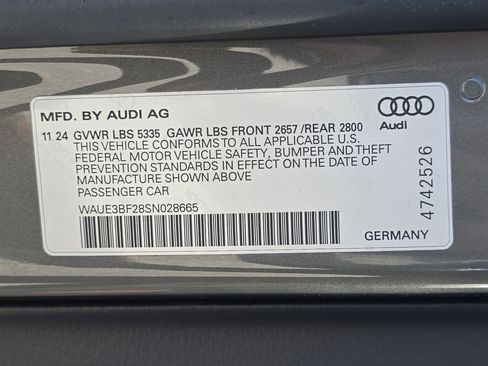 MFD. BY AUDI AG
11 24 GVWR LBS 5335 GAWR LBS FRONT 2657 /REAR 2800
THIS VEHICLE CONFORMS TO ALL APPLICABLE U.S.
FEDERAL MOTOR VEHICLE SAFETY, BUMPER AND THEFT
PREVENTION STANDARDS IN EFFECT ON THE DATE OF
MANUFACTURE SHOWN ABOVE
PASSENGER CAR
WAUE3BF28SN028665
Audi
4742526
GERMANY